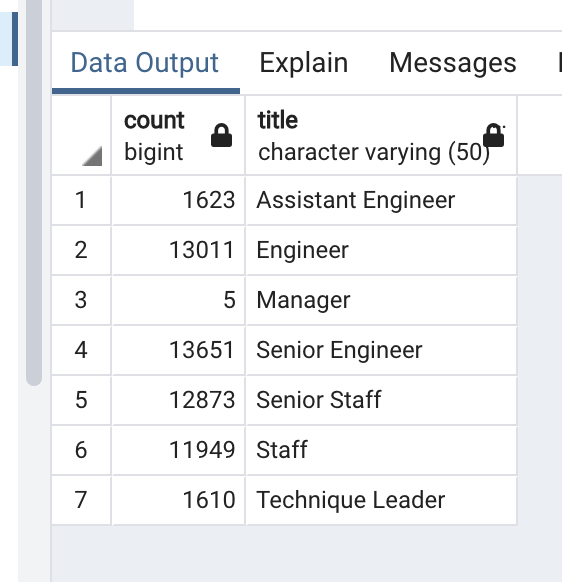 Data Output Explain Messages
count title
bigint character varying (50)
1 1623 Assistant Engineer
2 13011 Engineer
3 5 Manager
4 13651 Senior Engineer
5 12873 Senior Staff
6 11949 Staff
7 1610 Technique Leader